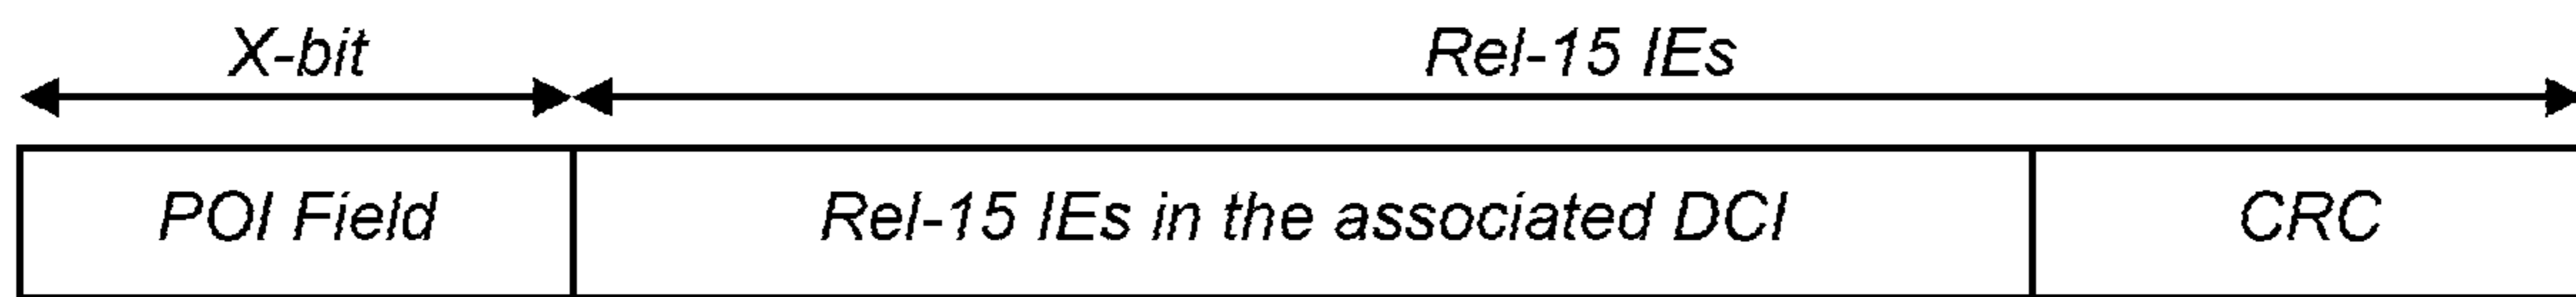 X-bit Rel-15 IEs
POI Field Rel-15 IEs in the associated DCI CRC